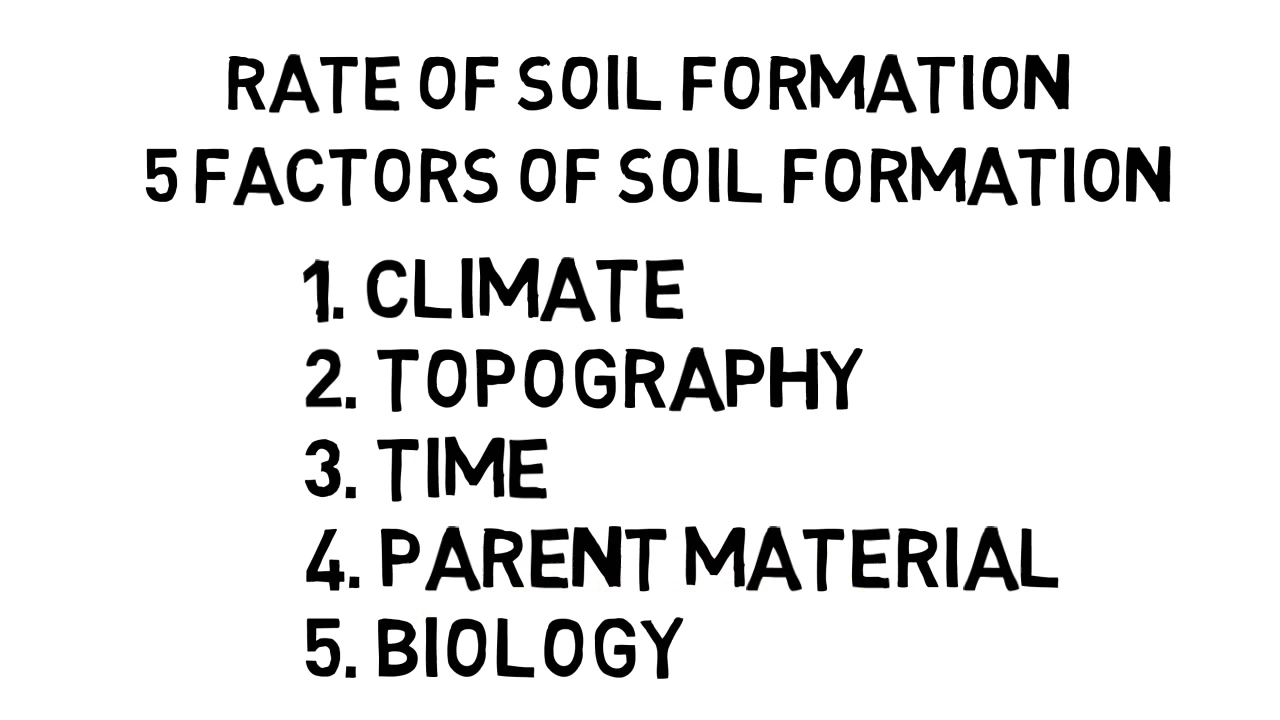 RATE OF SOIL FORMATION
5 FACTORS OF SOIL FORMATION
1. CLIMATE
2. TOPOGRAPHY
3. TIME
4. PARENT MATERIAL
5. BIOLOGY